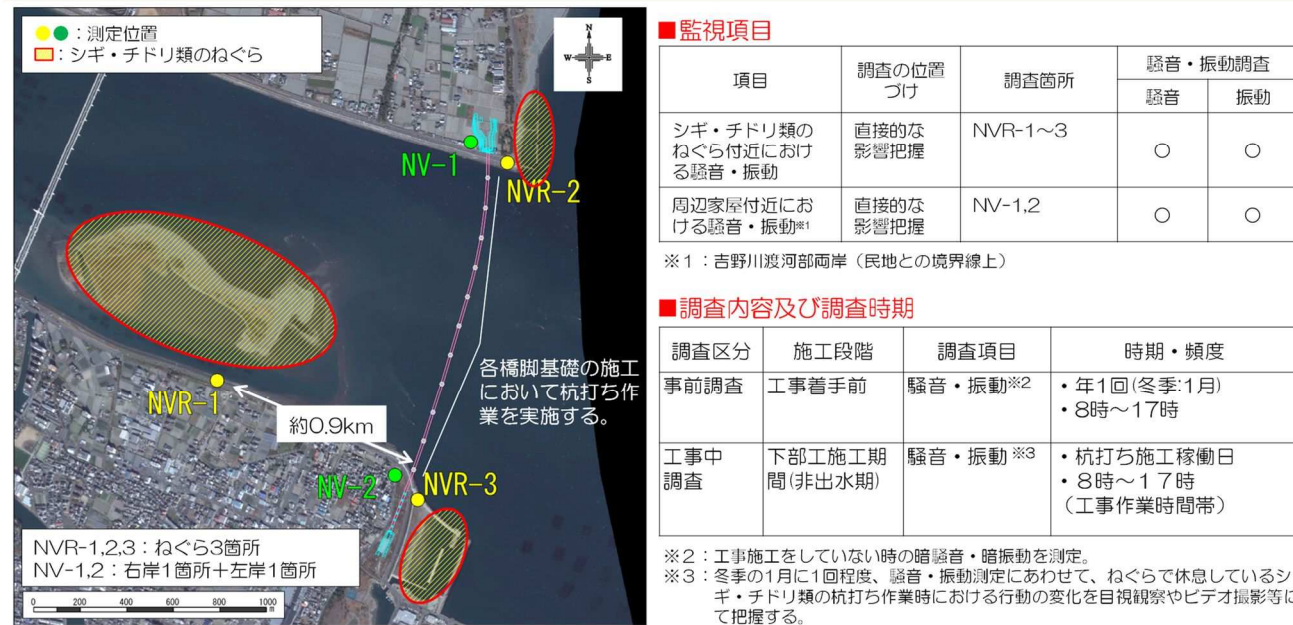 ●●：測定位置
：シギ・チドリ類のねぐら
N
W E
S
NV-1
NVR-2
各橋脚基礎の施工
において杭打ち作
業を実施する。
NVR-1
約0.9km
NV-2
NVR-3
NVR-1,2,3：ねぐら3箇所
NV-1,2：右岸1箇所＋左岸1箇所
0 200 400 600 800 1000
m
■監視項目
項目 調査の位置づけ 調査箇所 騒音・振動調査
騒音 振動
シギ・チドリ類の 直接的な NVR-1～3
ねぐら付近におけ 影響把握 ○ ○
る騒音・振動
周辺家屋付近にお 直接的な NV-1,2 ○ ○
ける騒音・振動※1 影響把握
※1：吉野川渡河部両岸（民地との境界線上）
■調査内容及び調査時期
調査区分 施工段階 調査項目 時期・頻度
事前調査 工事着手前 騒音・振動※2 ・年1回(冬季:1月)
・8時～17時
工事中 下部工施工期 騒音・振動 ※3 ・杭打ち施工稼働日
調査 間(非出水期) ・8時～17時
（工事作業時間帯）
※2：工事施工をしていない時の暗騒音・暗振動を測定。
※3：冬季の1月に1回程度、騒音・振動測定にあわせて、ねぐらで休息しているシ
ギ・チドリ類の杭打ち作業時における行動の変化を目視観察やビデオ撮影等に
て把握する。